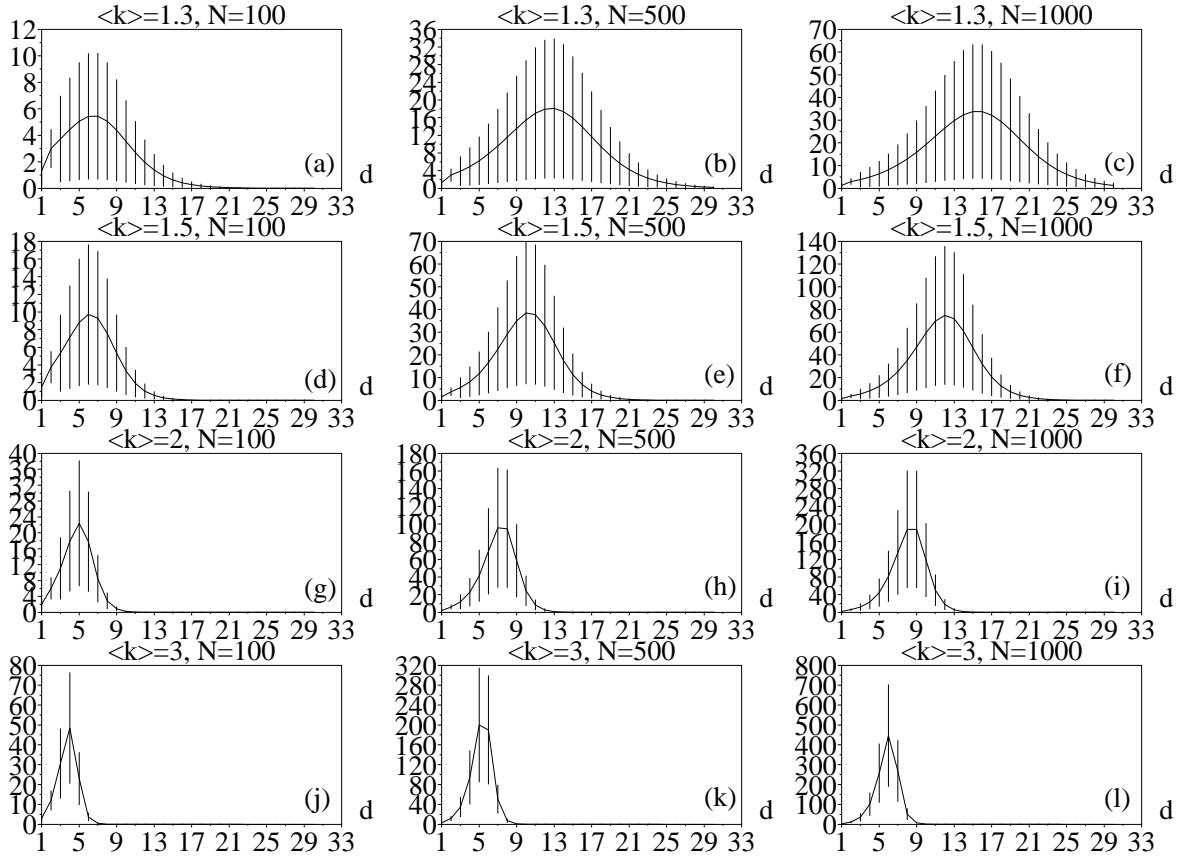 <k>=1.3, N=100
12
10
8
6
4
2
0
(a)
d
1 5 9 13 17 21 25 29 33
<k>=1.3, N=500
36
32
28
24
20
16
12
8
4
0
(b)
d
1 5 9 13 17 21 25 29 33
<k>=1.3, N=1000
70
60
50
40
30
20
10
0
(c)
d
1 5 9 13 17 21 25 29 33
<k>=1.5, N=100
18
16
14
12
10
8
6
4
2
0
(d)
d
1 5 9 13 17 21 25 29 33
<k>=1.5, N=500
70
60
50
40
30
20
10
0
(e)
d
1 5 9 13 17 21 25 29 33
<k>=1.5, N=1000
140
120
100
80
60
40
20
0
(f)
d
1 5 9 13 17 21 25 29 33
<k>=2, N=100
40
36
32
28
24
20
16
12
8
4
0
(g)
d
1 5 9 13 17 21 25 29 33
<k>=2, N=500
180
160
140
120
100
80
60
40
20
0
(h)
d
1 5 9 13 17 21 25 29 33
<k>=2, N=1000
360
320
280
240
200
160
120
80
40
0
(i)
d
1 5 9 13 17 21 25 29 33
<k>=3, N=100
80
70
60
50
40
30
20
10
0
(j)
d
1 5 9 13 17 21 25 29 33
<k>=3, N=500
320
280
240
200
160
120
80
40
0
(k)
d
1 5 9 13 17 21 25 29 33
<k>=3, N=1000
800
700
600
500
400
300
200
100
0
(l)
d
1 5 9 13 17 21 25 29 33